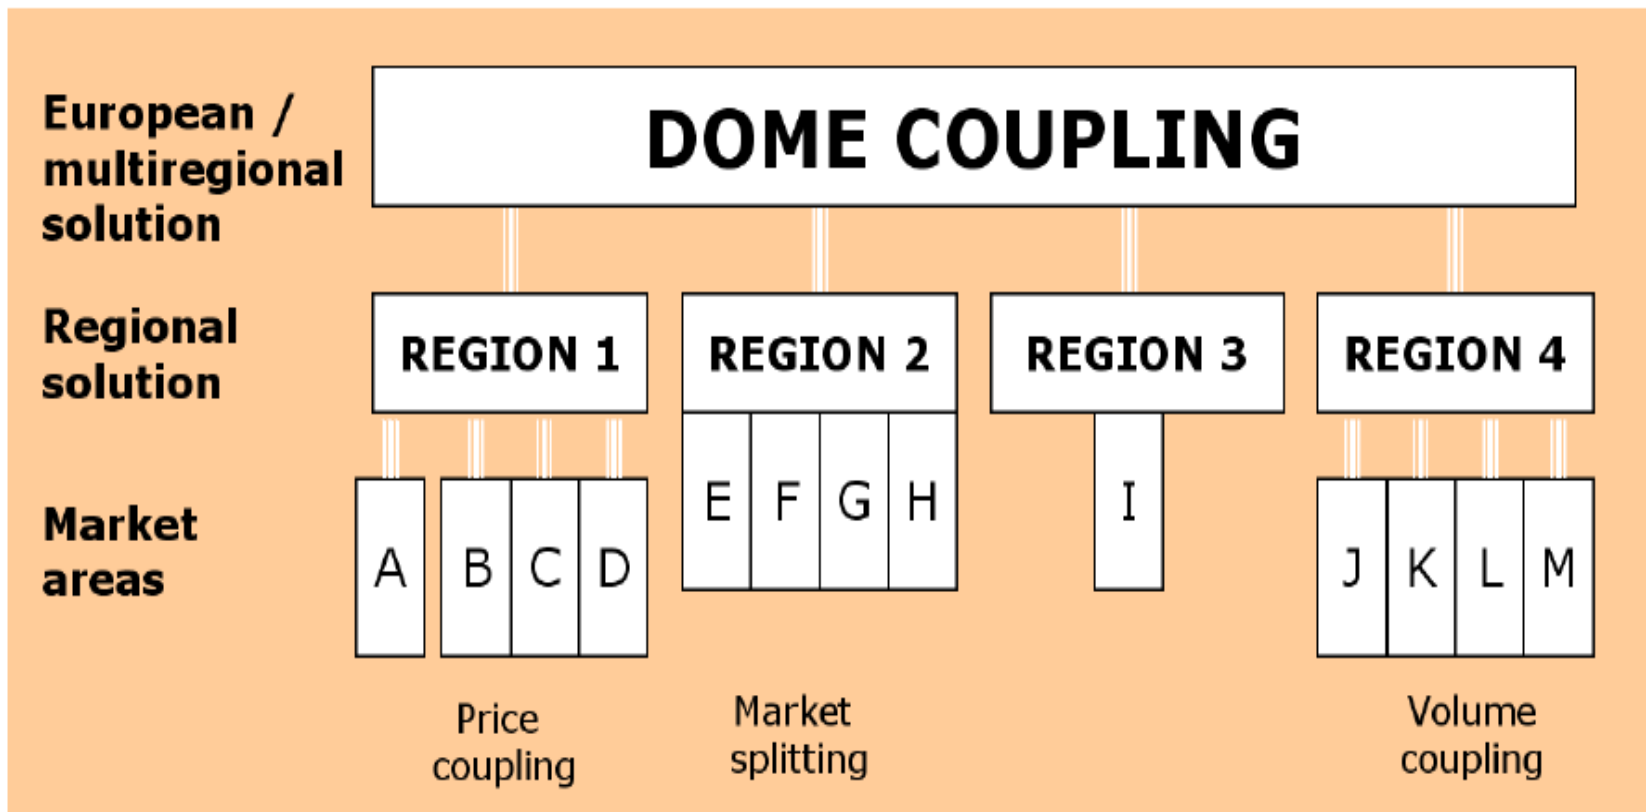 European /
multiregional
solution
DOME COUPLING
Regional
solution
REGION 1
REGION 2
REGION 3
REGION 4
Market
areas
A
B
C
D
E
F
G
H
I
J
K
L
M
Price
coupling
Market
splitting
Volume
coupling